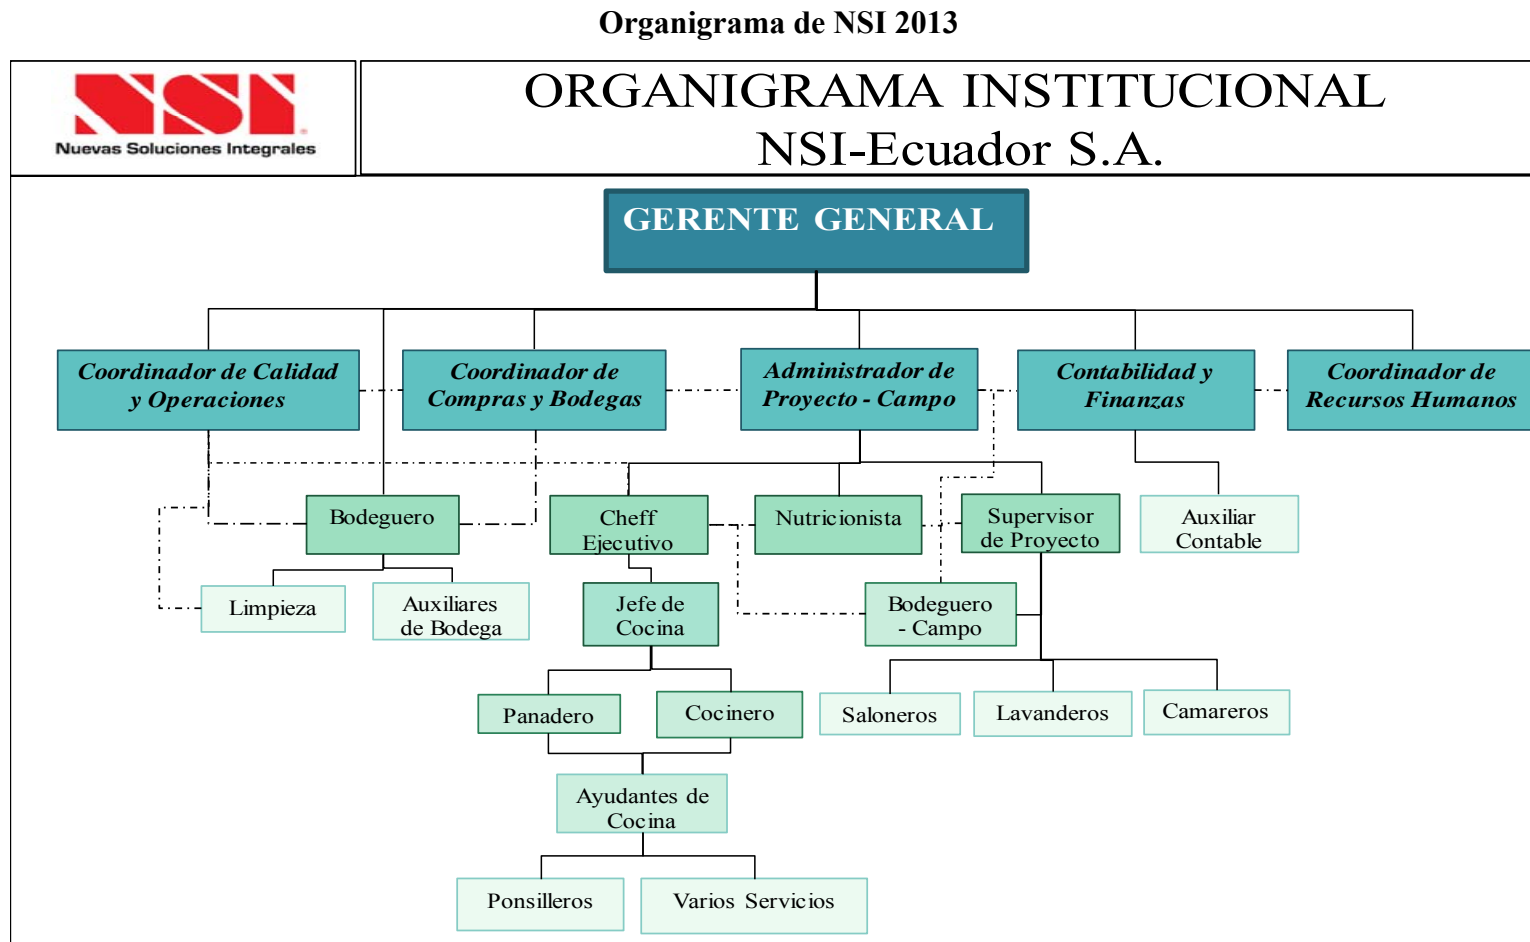 Organigrama de NSI 2013
NSI
Nuevas Soluciones Integrales
ORGANIGRAMA INSTITUCIONAL
NSI-Ecuador S.A.
GERENTE GENERAL
Coordinador de Calidad
y Operaciones
Coordinador de
Compras y Bodegas
Administrador de
Proyecto - Campo
Contabilidad y
Finanzas
Coordinador de
Recursos Humanos
Bodeguero
Cheff
Ejecutivo
Nutricionista
Supervisor
de Proyecto
Auxiliar
Contable
Limpieza
Auxiliares
de Bodega
Jefe de
Cocina
Bodeguero
- Campo
Panadero
Cocinero
Saloneros
Lavanderos
Camareros
Ayudantes de
Cocina
Ponsilleros
Varios Servicios